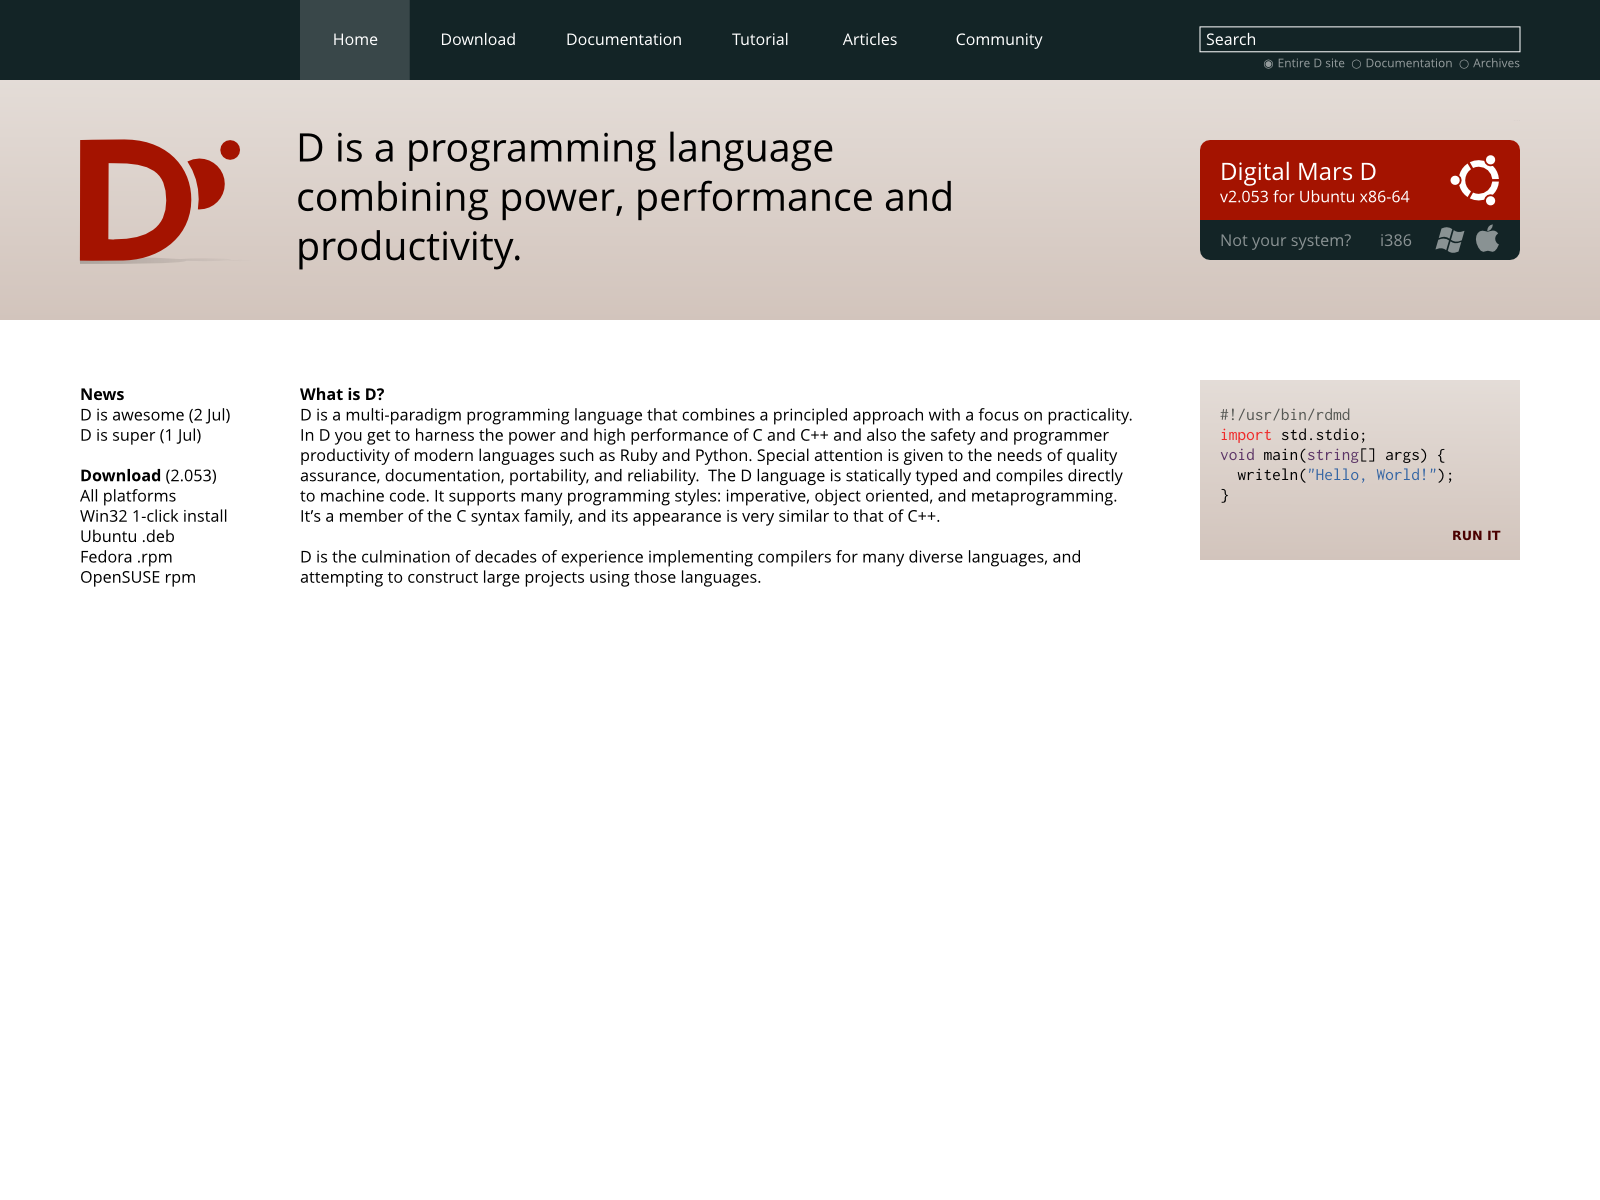 Home Download Documentation Tutorial Articles Community
Search
◉ Entire D site ○ Documentation ○ Archives
D
D is a programming language
combining power, performance and
productivity.
Digital Mars D
v2.053 for Ubuntu x86-64
Not your system? i386
News
D is awesome (2 Jul)
D is super (1 Jul)
Download (2.053)
All platforms
Win32 1-click install
Ubuntu .deb
Fedora .rpm
OpenSUSE rpm
What is D?
D is a multi-paradigm programming language that combines a principled approach with a focus on practicality.
In D you get to harness the power and high performance of C and C++ and also the safety and programmer
productivity of modern languages such as Ruby and Python. Special attention is given to the needs of quality
assurance, documentation, portability, and reliability.  The D language is statically typed and compiles directly
to machine code. It supports many programming styles: imperative, object oriented, and metaprogramming.
It’s a member of the C syntax family, and its appearance is very similar to that of C++.
D is the culmination of decades of experience implementing compilers for many diverse languages, and
attempting to construct large projects using those languages.
#!/usr/bin/rdmd
import std.stdio;
void main(string[] args) {
  writeln("Hello, World!");
}
RUN IT